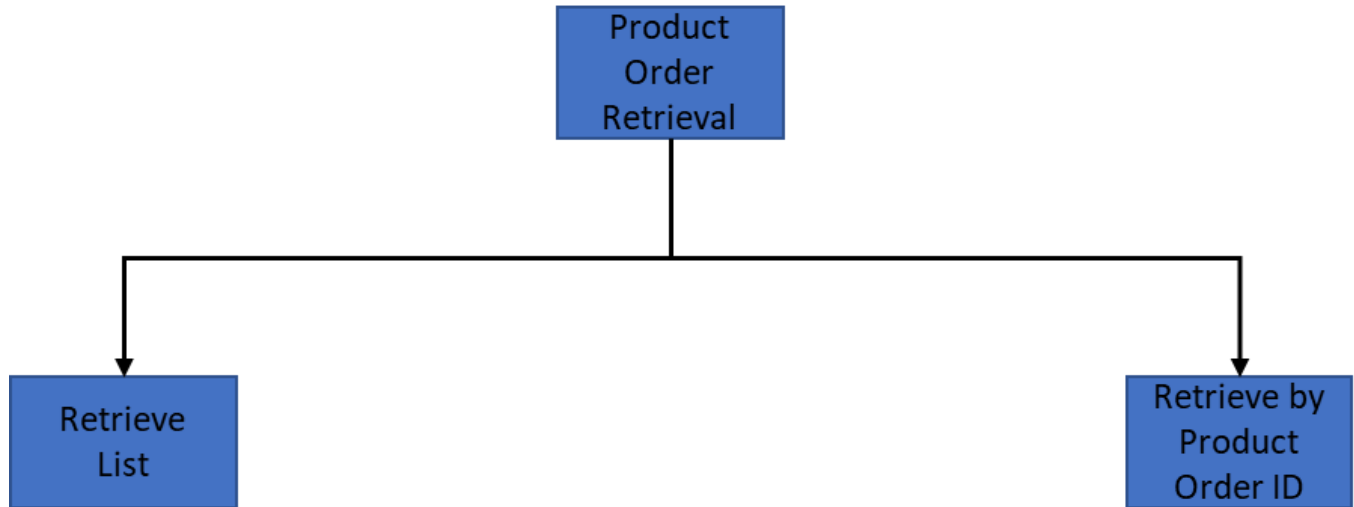 Product
Order
Retrieval
Retrieve
List
Retrieve by
Product
Order ID